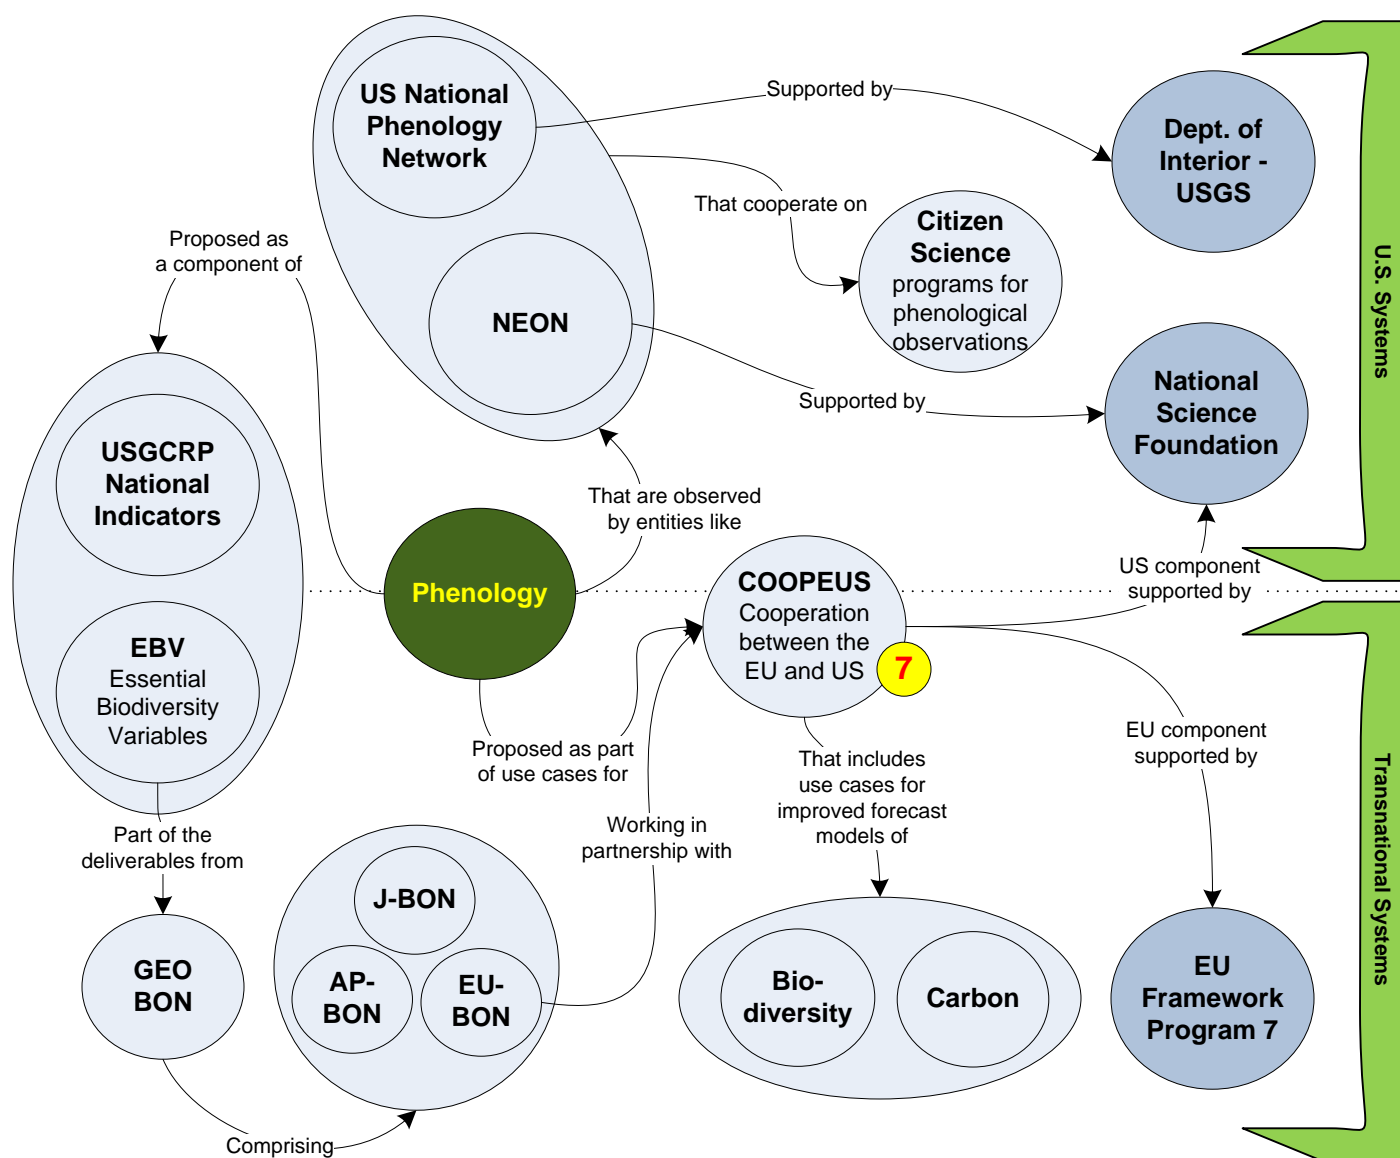 US National
Phenology
Network
Supported by
Dept. of
Interior -
USGS
That cooperate on
Citizen
Science
programs for
phenological
observations
Proposed as
a component of
NEON
Supported by
National
Science
Foundation
U.S. Systems
USGCRP
National
Indicators
That are observed
by entities like
Phenology
COOPEUS
Cooperation
between the
EU and US
7
US component
supported by
EBV
Essential
Biodiversity
Variables
Proposed as part
of use cases for
That includes
use cases for
improved forecast
models of
EU component
supported by
Transnational Systems
Part of the
deliverables from
Working in
partnership with
J-BON
AP-
BON
EU-
BON
GEO
BON
Bio-
diversity
Carbon
EU
Framework
Program 7
Comprising